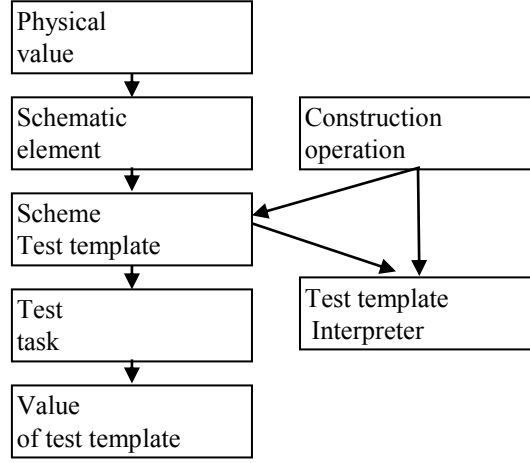 Physical
value
Schematic
element
Construction
operation
Scheme
Test template
Test template
Interpreter
Test
task
Value
of test template